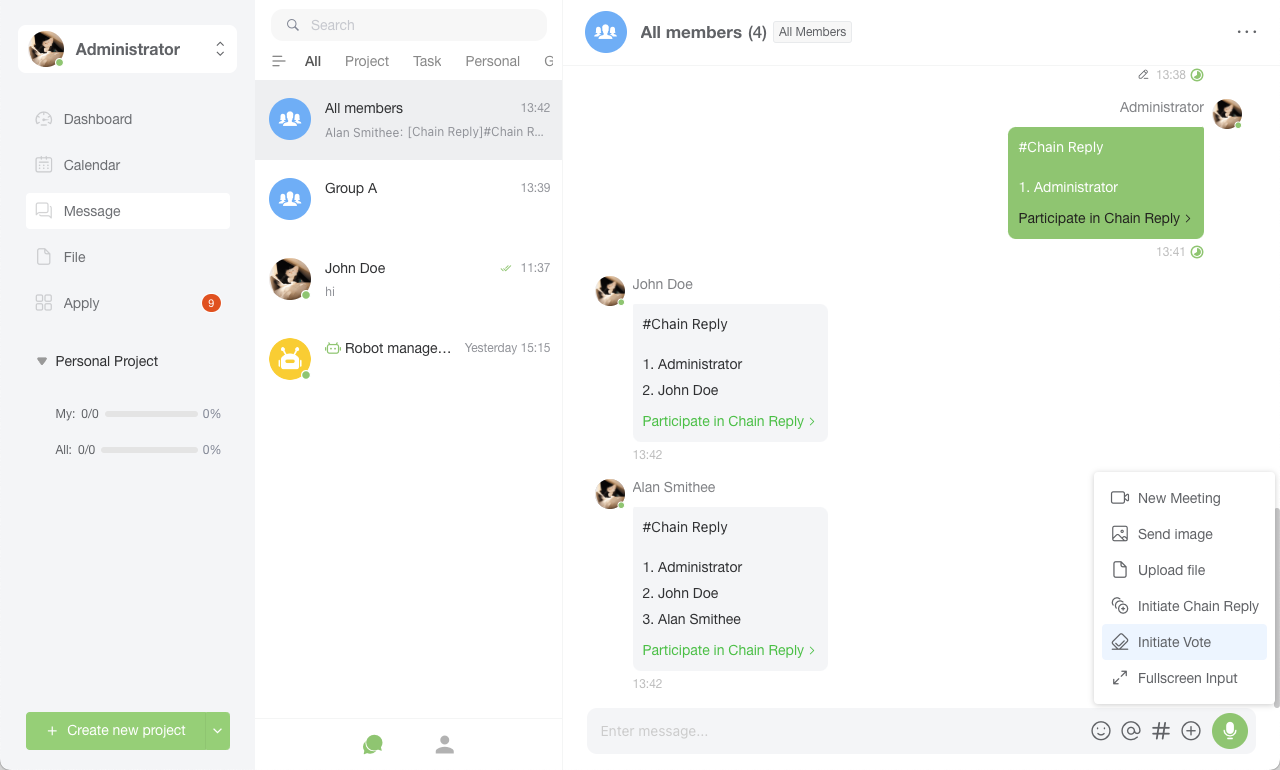 Administrator
Dashboard
Calendar
Message
File
Apply 9
Personal Project
My: 0/0 0%
All: 0/0 0%
+ Create new project
Search
All Project Task Personal G
All members 13:42
Alan Smithee: [Chain Reply]#Chain R...
Group A 13:39
John Doe 11:37
hi
Robot manage... Yesterday 15:15
All members (4) All Members
13:38
Administrator
#Chain Reply
1. Administrator
Participate in Chain Reply >
13:41
John Doe
#Chain Reply
1. Administrator
2. John Doe
Participate in Chain Reply >
13:42
Alan Smithee
#Chain Reply
1. Administrator
2. John Doe
3. Alan Smithee
Participate in Chain Reply >
13:42
New Meeting
Send image
Upload file
Initiate Chain Reply
Initiate Vote
Fullscreen Input
Enter message...